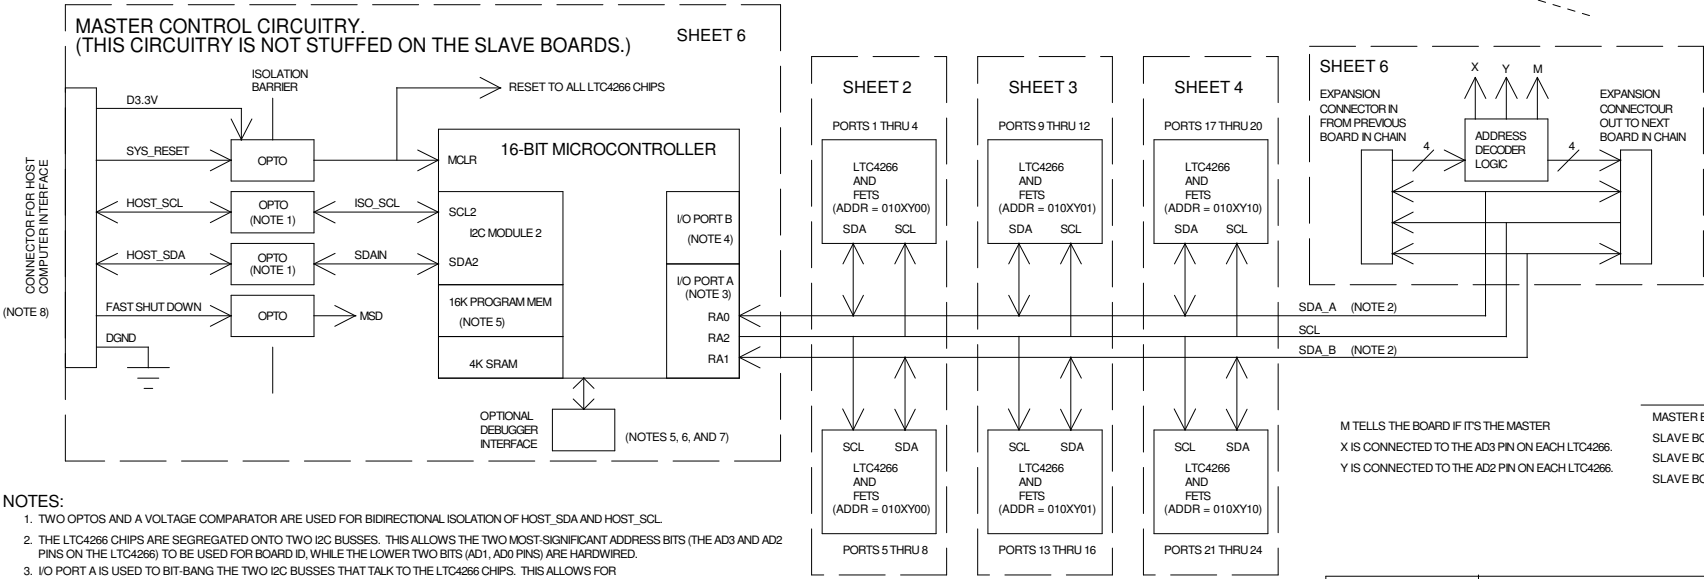 MASTER CONTROL CIRCUITRY.
(THIS CIRCUITRY IS NOT STUFFED ON THE SLAVE BOARDS.)
SHEET 6
CONNECTOR FOR HOST
COMPUTER INTERFACE
(NOTE 8)
D3.3V
SYS_RESET
HOST_SCL
HOST_SDA
FAST SHUT DOWN
DGND
ISOLATION
BARRIER
OPTO
OPTO
(NOTE 1)
OPTO
(NOTE 1)
OPTO
RESET TO ALL LTC4266 CHIPS
ISO_SCL
SDAIN
MSD
16-BIT MICROCONTROLLER
MCLR
SCL2
I2C MODULE 2
SDA2
16K PROGRAM MEM
(NOTE 5)
4K SRAM
I/O PORT B
(NOTE 4)
I/O PORT A
(NOTE 3)
RA0
RA2
RA1
OPTIONAL
DEBUGGER
INTERFACE
(NOTES 5, 6, AND 7)
SHEET 2
PORTS 1 THRU 4
LTC4266
AND
FETS
(ADDR = 010XY00)
SDA SCL
SCL SDA
LTC4266
AND
FETS
(ADDR = 010XY00)
PORTS 5 THRU 8
SHEET 3
PORTS 9 THRU 12
LTC4266
AND
FETS
(ADDR = 010XY01)
SDA SCL
SCL SDA
LTC4266
AND
FETS
(ADDR = 010XY01)
PORTS 13 THRU 16
SHEET 4
PORTS 17 THRU 20
LTC4266
AND
FETS
(ADDR = 010XY10)
SDA SCL
SCL SDA
LTC4266
AND
FETS
(ADDR = 010XY10)
PORTS 21 THRU 24
SHEET 6
X Y M
EXPANSION
CONNECTOR IN
FROM PREVIOUS
BOARD IN CHAIN
4
ADDRESS
DECODER
LOGIC
4
EXPANSION
CONNECTOUR
OUT TO NEXT
BOARD IN CHAIN
SDA_A (NOTE 2)
SCL
SDA_B (NOTE 2)
M TELLS THE BOARD IF IT'S THE MASTER
X IS CONNECTED TO THE AD3 PIN ON EACH LTC4266.
Y IS CONNECTED TO THE AD2 PIN ON EACH LTC4266.
MASTER
SLAVE
SLAVE
SLAVE
NOTES:
1. TWO OPTOS AND A VOLTAGE COMPARATOR ARE USED FOR BIDIRECTIONAL ISOLATION OF HOST_SDA AND HOST_SCL.
2. THE LTC4266 CHIPS ARE SEGREGATED ONTO TWO I2C BUSSES. THIS ALLOWS THE TWO MOST-SIGNIFICANT ADDRESS BITS (THE AD3 AND AD2
PINS ON THE LTC4266) TO BE USED FOR BOARD ID, WHILE THE LOWER TWO BITS (AD1, AD0 PINS) ARE HARDWIRED.
3. I/O PORT A IS USED TO BIT-BANG THE TWO I2C BUSSES THAT TALK TO THE LTC4266 CHIPS. THIS ALLOWS FOR